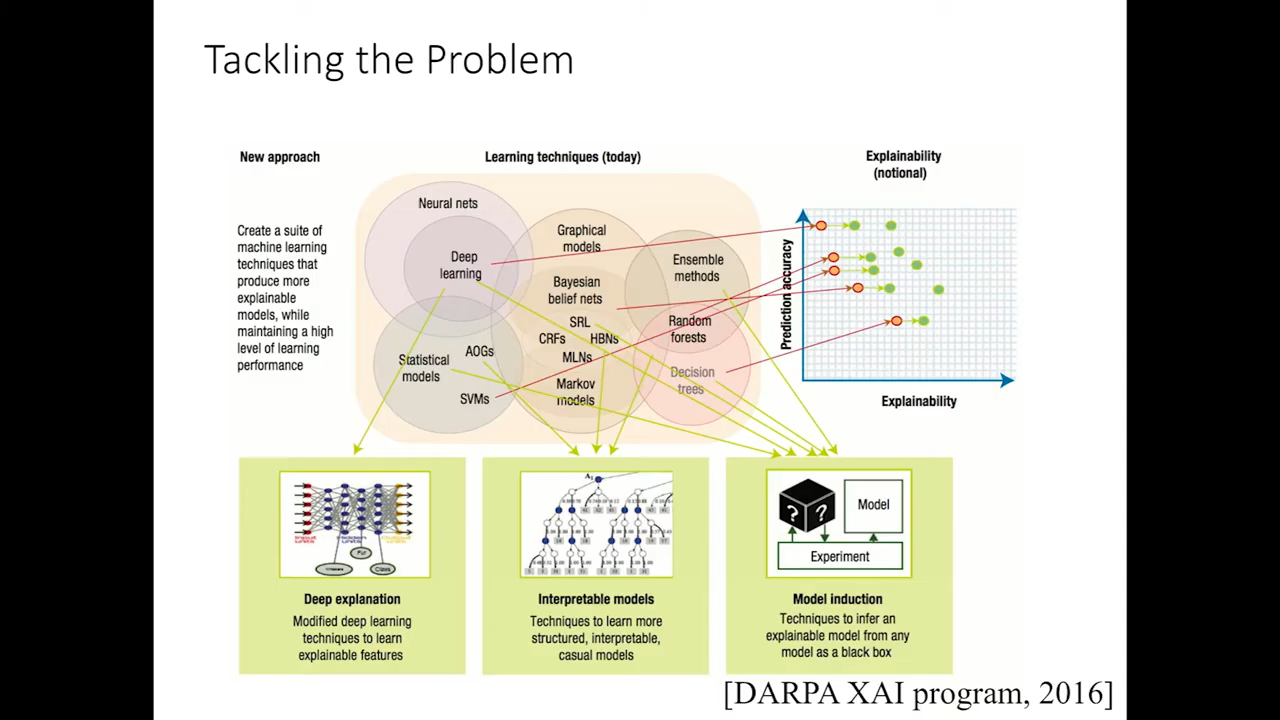 Tackling the Problem
New approach
Learning techniques (today)
Explainability
(notional)
Create a suite of
machine learning
techniques that
produce more
explainable
models, while
maintaining a high
level of learning
performance
Neural nets
Deep
learning
Graphical
models
Bayesian
belief nets
SRL
CRFs
HBNs
MLNs
Markov
models
Ensemble
methods
Random
forests
Decision
trees
Statistical
models
AOGs
SVMs
Prediction accuracy
Explainability
Deep explanation
Modified deep learning
techniques to learn
explainable features
Interpretable models
Techniques to learn more
structured, interpretable,
casual models
? ?
Model
Experiment
Model induction
Techniques to infer an
explainable model from any
model as a black box
[DARPA XAI program, 2016]